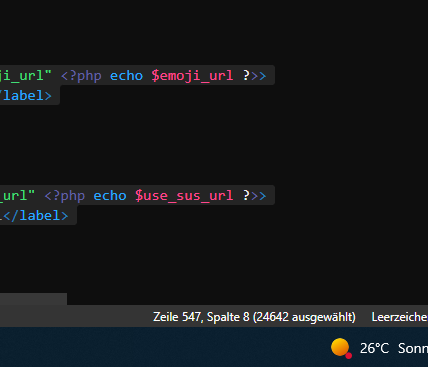 ji_url" <?php echo $emoji_url ?>>
/label>
_url" <?php echo $use_sus_url ?>>
</label>
Zeile 547, Spalte 8 (24642 ausgewählt) Leerzeiche
26°C Sonn